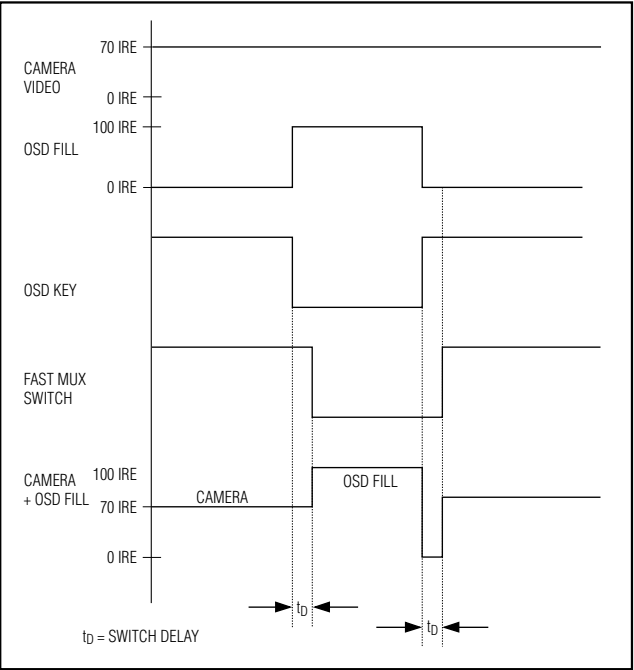 70 IRE
CAMERA
VIDEO
0 IRE
100 IRE
OSD FILL
0 IRE
OSD KEY
FAST MUX
SWITCH
CAMERA
+ OSD FILL
100 IRE
70 IRE
CAMERA
OSD FILL
0 IRE
tD
tD
tD = SWITCH DELAY